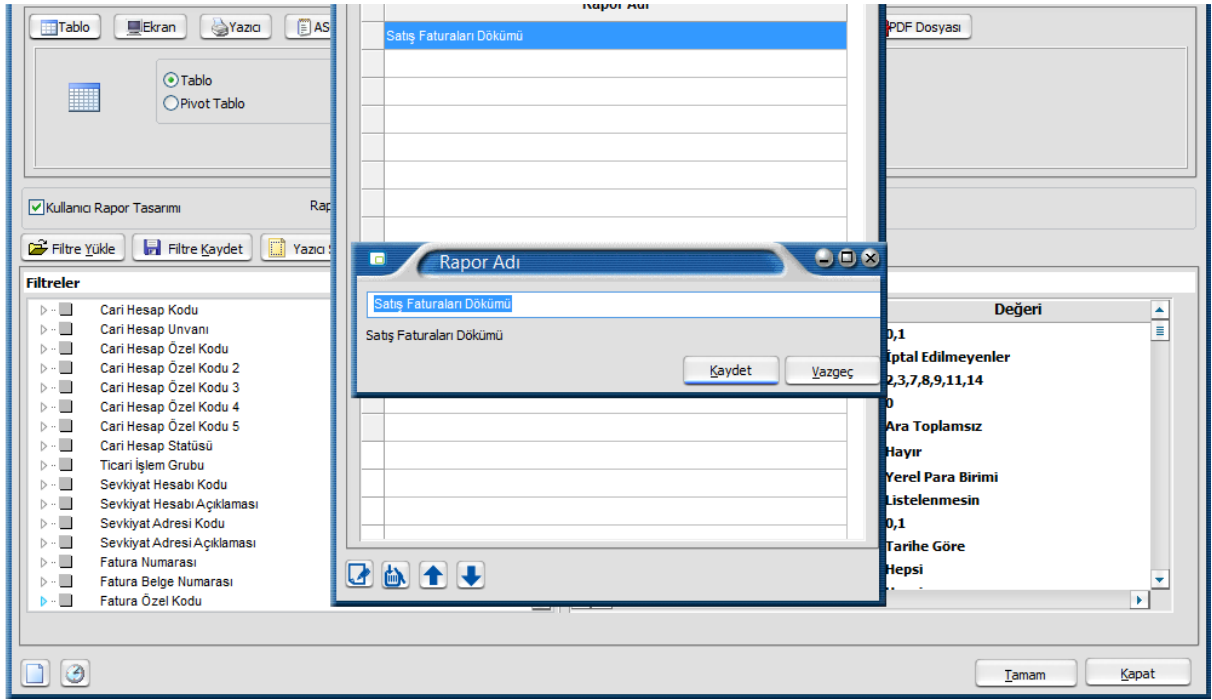 Rapor Adı
Tablo
Ekran
Yazıcı
AS
PDF Dosyası
Satış Faturaları Dökümü
Tablo
Pivot Tablo
Kullanıcı Rapor Tasarımı
Rap
Filtre Yükle
Filtre Kaydet
Yazıcı
Rapor Adı
Satış Faturaları Dökümü
Satış Faturaları Dökümü
Kaydet
Vazgeç
Filtreler
Cari Hesap Kodu
Cari Hesap Unvanı
Cari Hesap Özel Kodu
Cari Hesap Özel Kodu 2
Cari Hesap Özel Kodu 3
Cari Hesap Özel Kodu 4
Cari Hesap Özel Kodu 5
Cari Hesap Statüsü
Ticari İşlem Grubu
Sevkiyat Hesabı Kodu
Sevkiyat Hesabı Açıklaması
Sevkiyat Adresi Kodu
Sevkiyat Adresi Açıklaması
Fatura Numarası
Fatura Belge Numarası
Fatura Özel Kodu
Değeri
0,1
İptal Edilmeyenler
2,3,7,8,9,11,14
0
Ara Toplamsız
Hayır
Yerel Para Birimi
Listelenmesin
0,1
Tarihe Göre
Hepsi
Tamam
Kapat